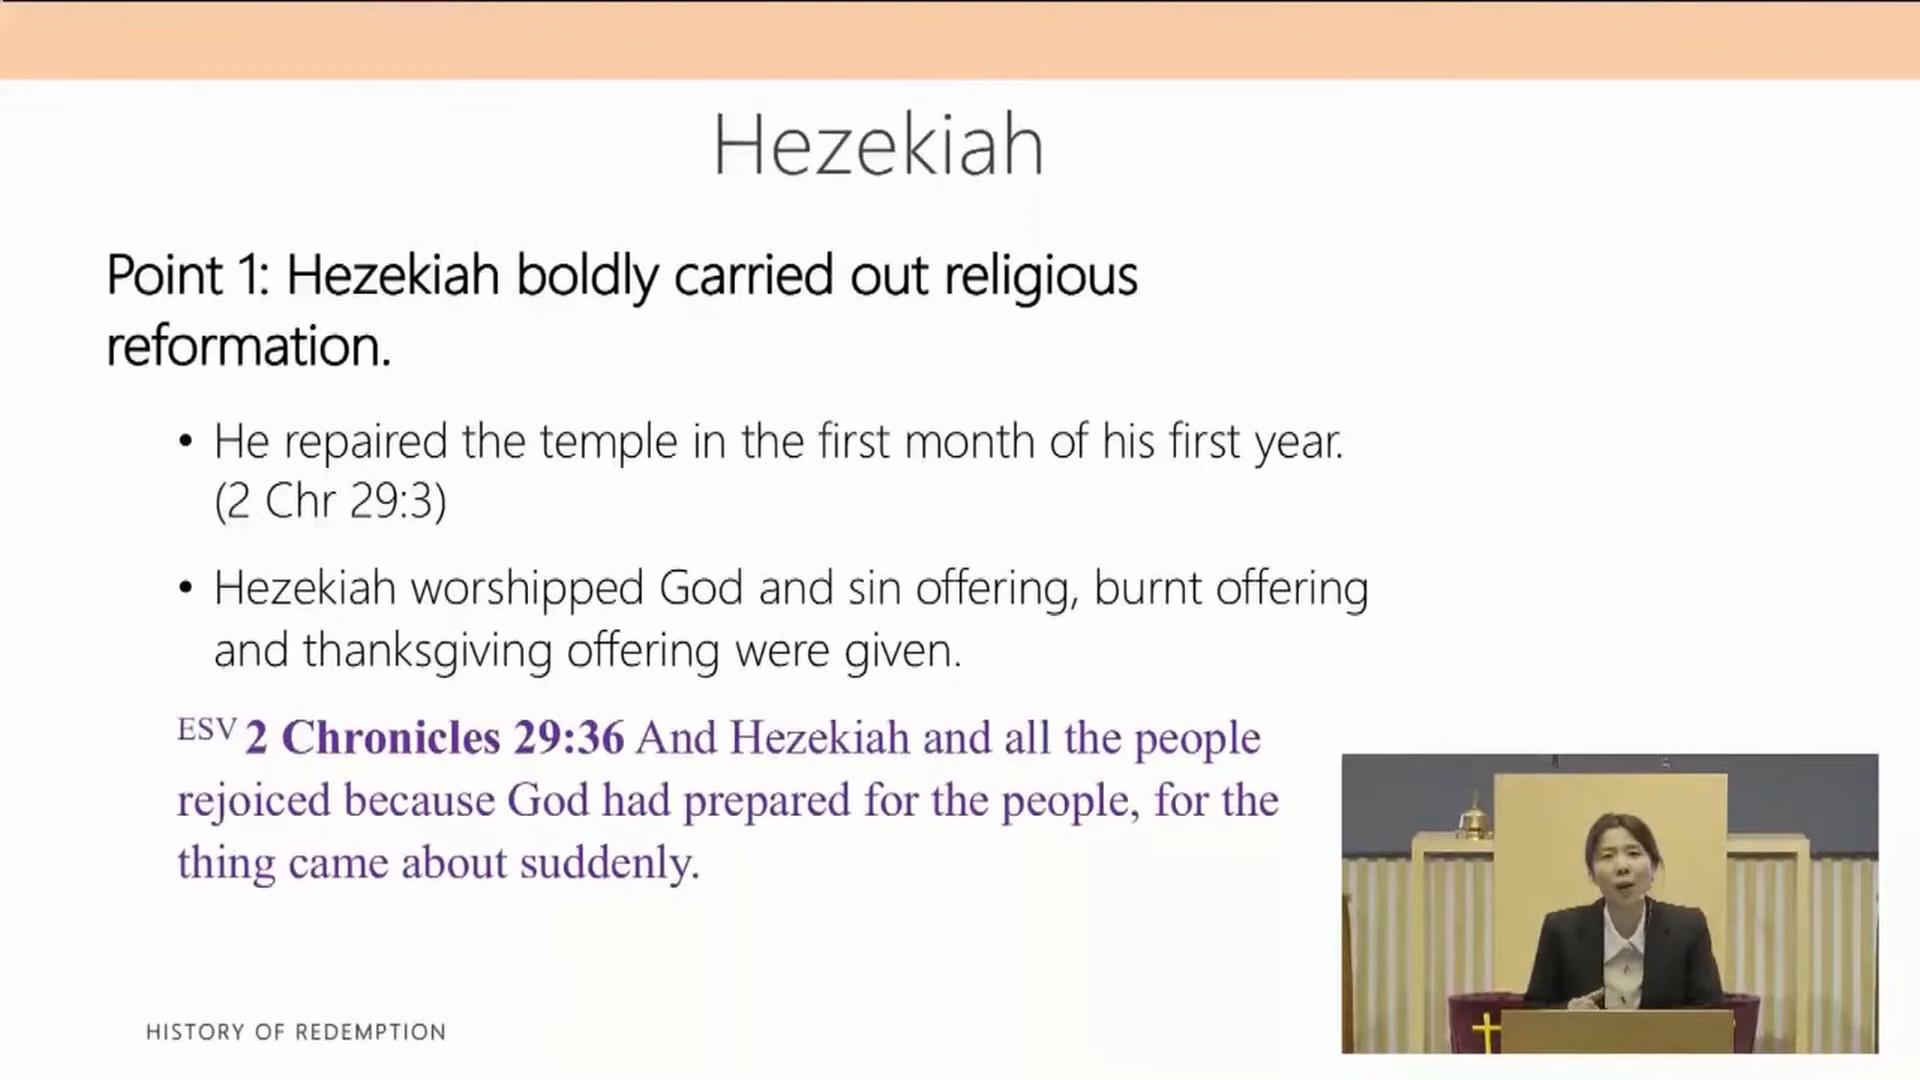 Hezekiah
Point 1: Hezekiah boldly carried out religious
reformation.
• He repaired the temple in the first month of his first year.
(2 Chr 29:3)
• Hezekiah worshipped God and sin offering, burnt offering
and thanksgiving offering were given.
ESV 2 Chronicles 29:36 And Hezekiah and all the people
rejoiced because God had prepared for the people, for the
thing came about suddenly.
HISTORY OF REDEMPTION